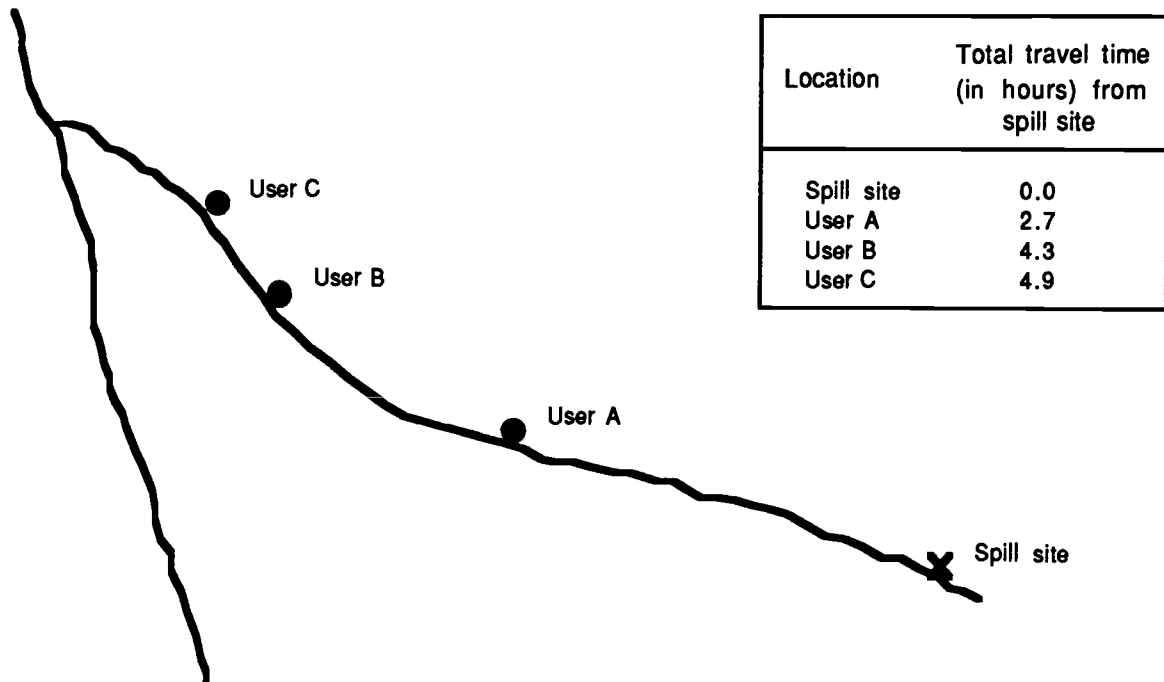 Location
Total travel time
(in hours) from
spill site
Spill site 0.0
User A 2.7
User B 4.3
User C 4.9
User C
User B
User A
Spill site